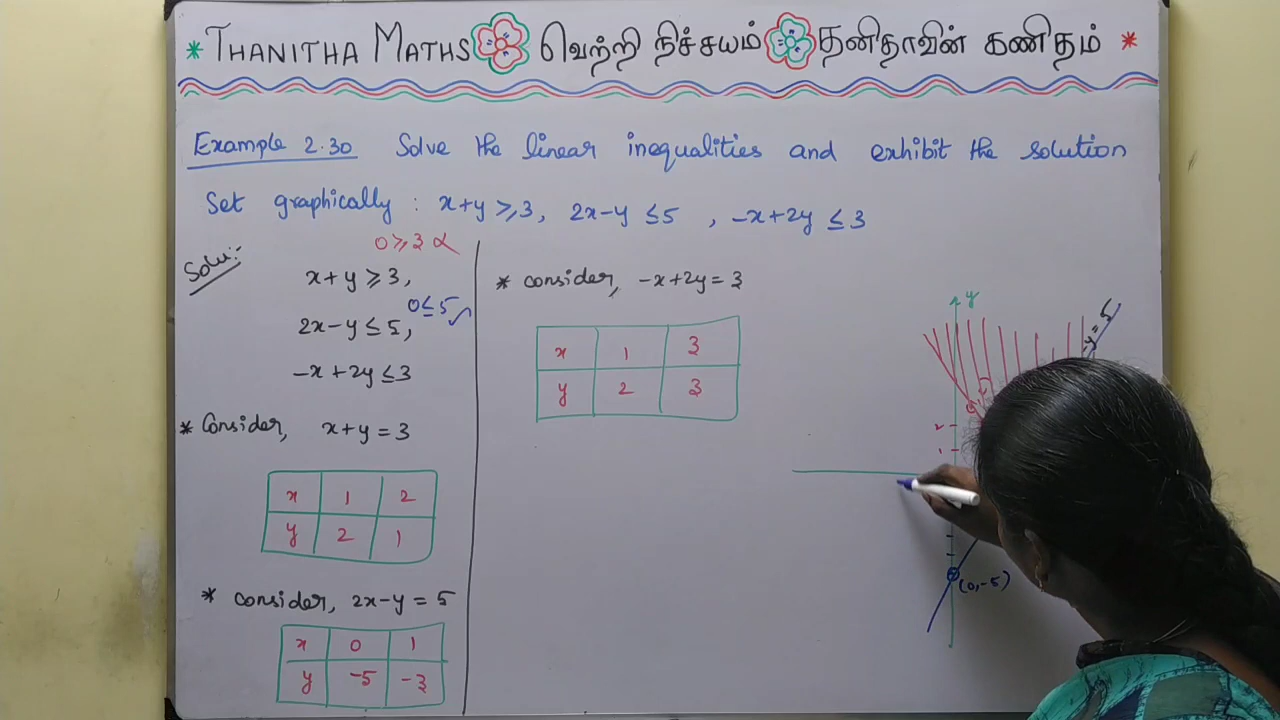 * THANITHA MATHS வெற்றி நிச்சயம் தனிதாவின் கணிதம் *
Example 2.30 Solve the linear inequalities and exhibit the solution
Set graphically : x+y ≥ 3, 2x-y ≤ 5, -x+2y ≤ 3
Solu:
0 ≥ 3 ✗
x+y ≥ 3,
0 ≤ 5 ✓
2x-y ≤ 5,
-x+2y ≤ 3
* Consider, x+y = 3
x 1 2
y 2 1
* consider, 2x-y = 5
x 0 1
y -5 -3
* consider, -x+2y = 3
x 1 3
y 2 3
y
2
1
(0,-5)